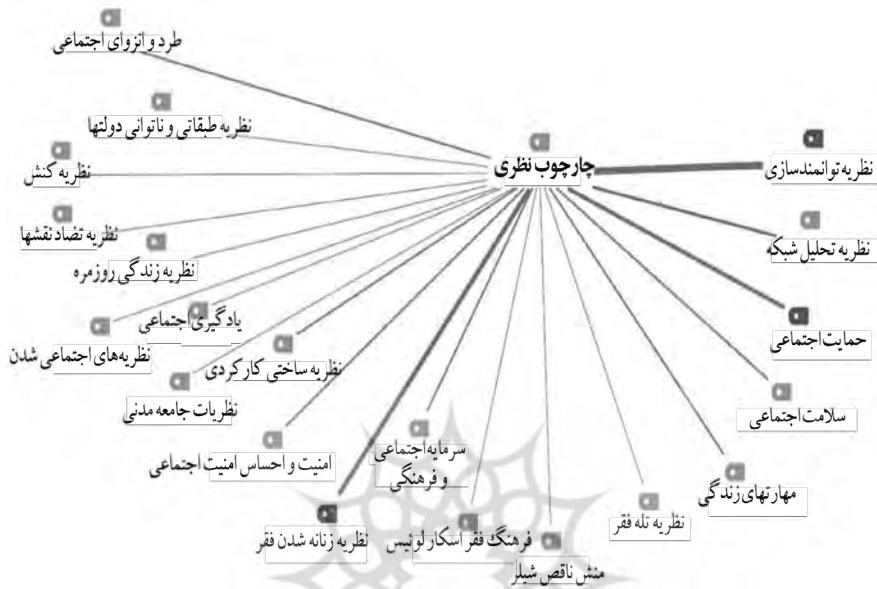 طرد و انزوای اجتماعی
نظریه طبقاتی و ناتوانی دولتها
چارچوب نظری
نظریه توانمندسازی
نظریه کنش
نظریه تضاد نقشها
نظریه تحلیل شبکه
نظریه زندگی روزمره
یادگیری اجتماعی
نظریه‌های اجتماعی شدن
حمایت اجتماعی
نظریه ساختی کارکردی
نظریات جامعه مدنی
سلامت اجتماعی
سرمایه اجتماعی
و فرهنگی
امنیت و احساس امنیت اجتماعی
مهارتهای زندگی
نظریه تله فقر
فرهنگ فقر اسکار لوئیس
نظریه زنانه شدن فقر
منش ناقص شیلر